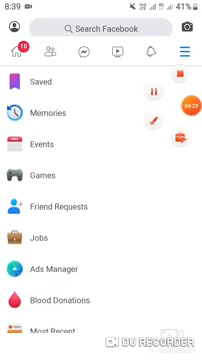 8:39
41%
Search Facebook
10
Saved
Memories
04:28
Events
Games
Friend Requests
Jobs
Ads Manager
Blood Donations
DU RECORDER
Most Recent